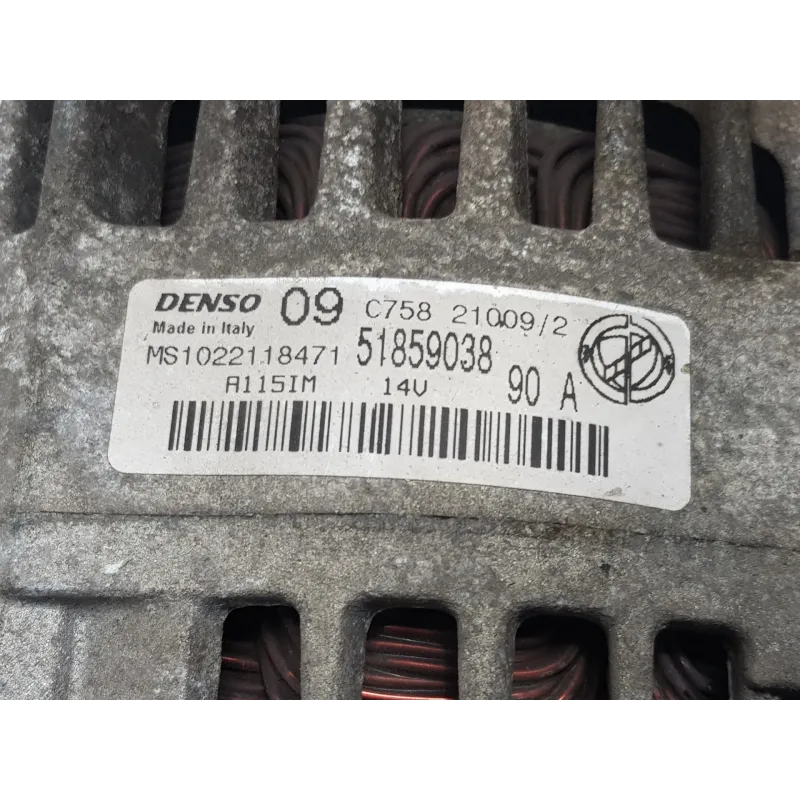 DENSO 09 C758 21009/2
Made in Italy
MS1022118471 51859038
A115IM 14V 90 A